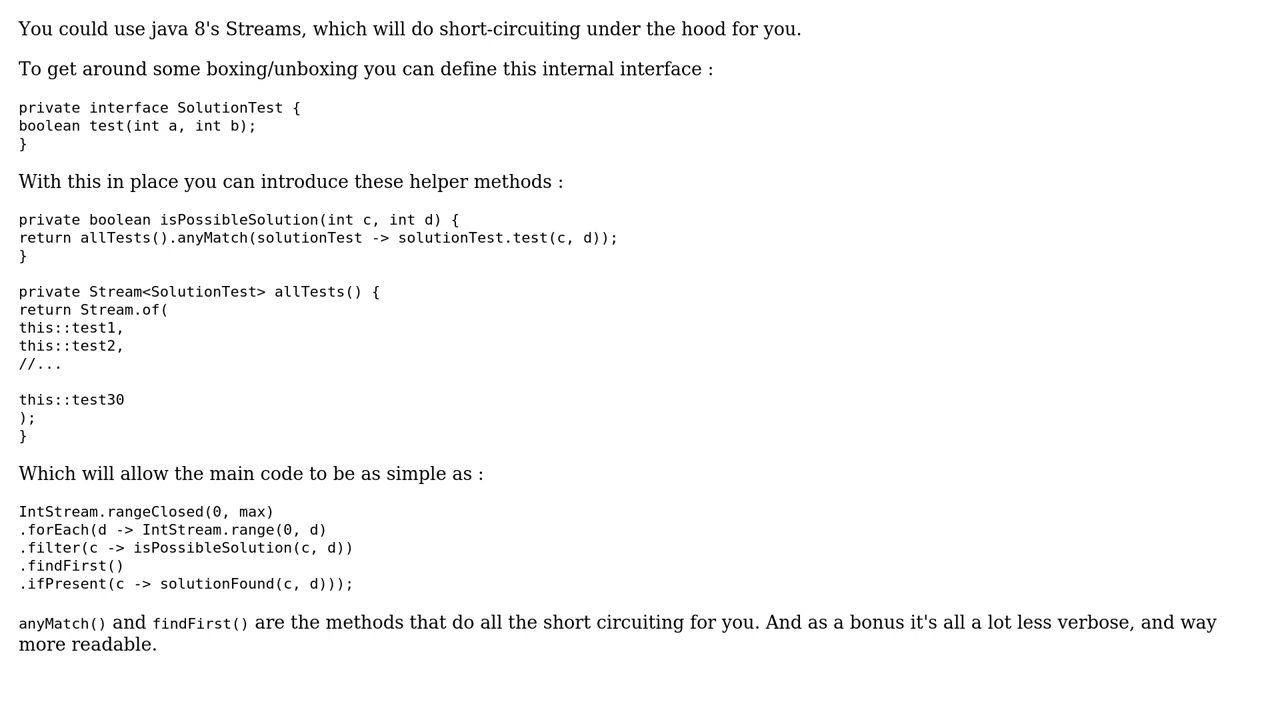 You could use java 8's Streams, which will do short-circuiting under the hood for you.
To get around some boxing/unboxing you can define this internal interface :
private interface SolutionTest {
boolean test(int a, int b);
}
With this in place you can introduce these helper methods :
private boolean isPossibleSolution(int c, int d) {
return allTests().anyMatch(solutionTest -> solutionTest.test(c, d));
}
private Stream<SolutionTest> allTests() {
return Stream.of(
this::test1,
this::test2,
//...
this::test30
);
}
Which will allow the main code to be as simple as :
IntStream.rangeClosed(0, max)
.forEach(d -> IntStream.range(0, d)
.filter(c -> isPossibleSolution(c, d))
.findFirst()
.ifPresent(c -> solutionFound(c, d)));
anyMatch() and findFirst() are the methods that do all the short circuiting for you. And as a bonus it's all a lot less verbose, and way
more readable.